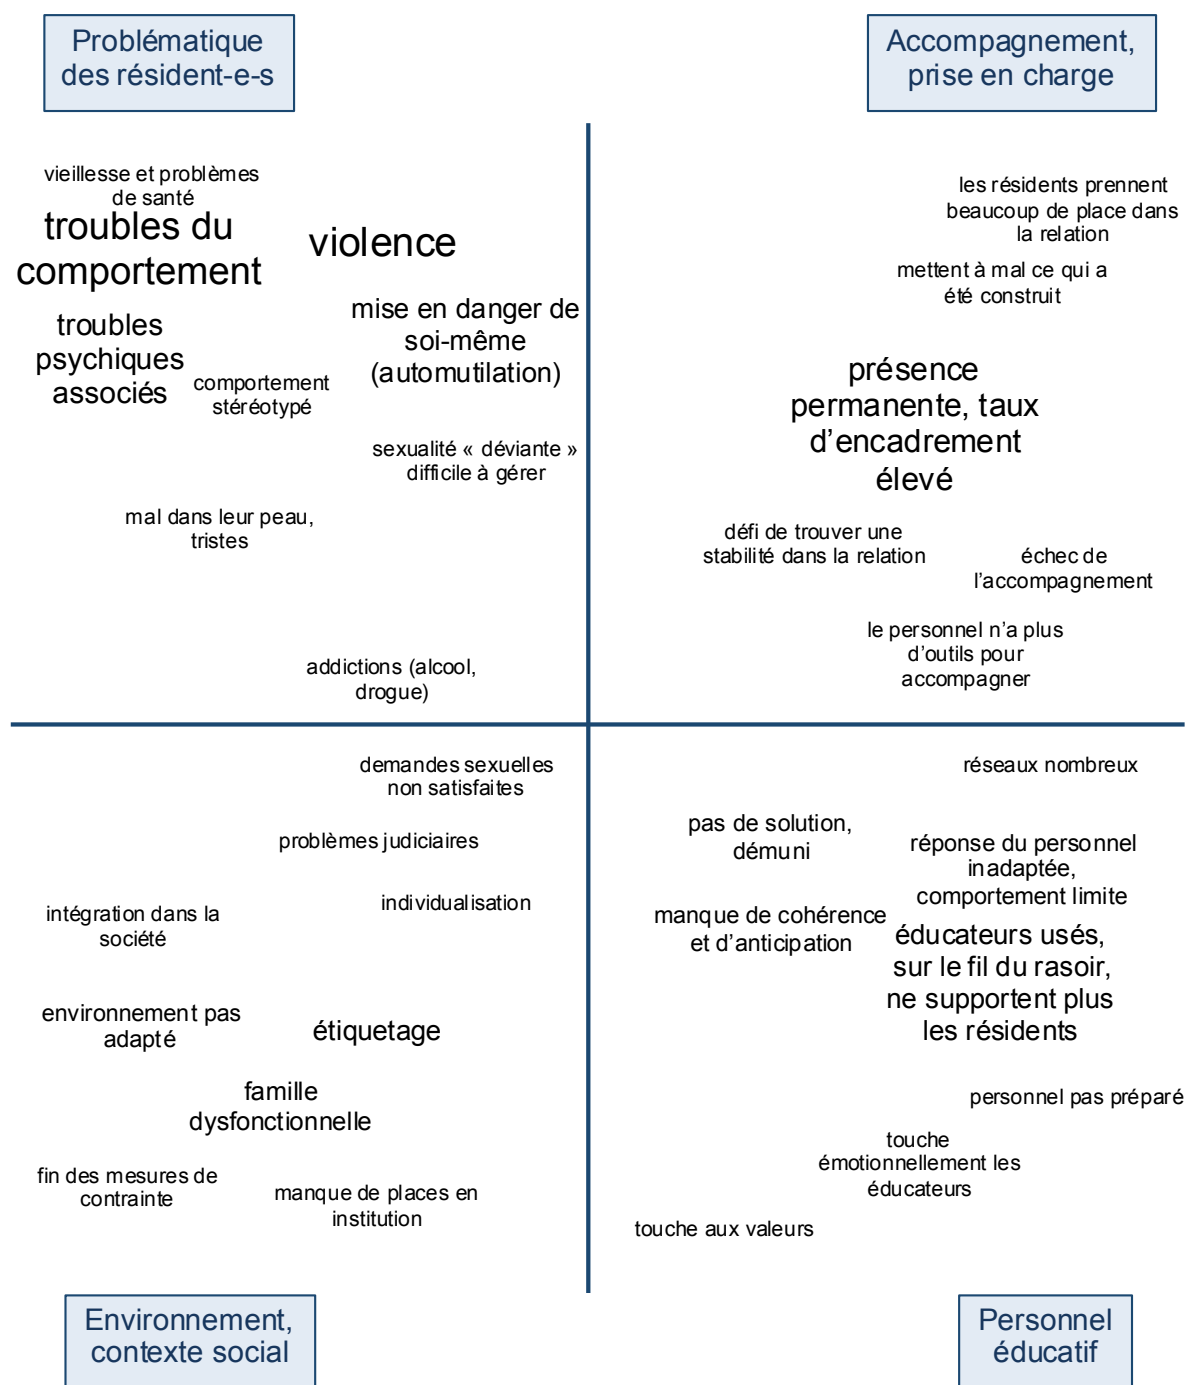 Problématique
des résident-e-s
Accompagnement,
prise en charge
vieillesse et problèmes
de santé
troubles du
comportement
violence
mise en danger de
soi-même
(automutilation)
troubles
psychiques
associés
comportement
stéréotypé
sexualité « déviante »
difficile à gérer
mal dans leur peau,
tristes
addictions (alcool,
drogue)
les résidents prennent
beaucoup de place dans
la relation
mettent à mal ce qui a
été construit
présence
permanente, taux
d’encadrement
élevé
défi de trouver une
stabilité dans la relation
échec de
l’accompagnement
le personnel n’a plus
d’outils pour
accompagner
demandes sexuelles
non satisfaites
problèmes judiciaires
individualisation
intégration dans la
société
environnement pas
adapté
étiquetage
famille
dysfonctionnelle
fin des mesures de
contrainte
manque de places en
institution
réseaux nombreux
pas de solution,
démuni
réponse du personnel
inadaptée,
comportement limite
manque de cohérence
et d’anticipation
éducateurs usés,
sur le fil du rasoir,
ne supportent plus
les résidents
personnel pas préparé
touche
émotionnellement les
éducateurs
touche aux valeurs
Environnement,
contexte social
Personnel
éducatif